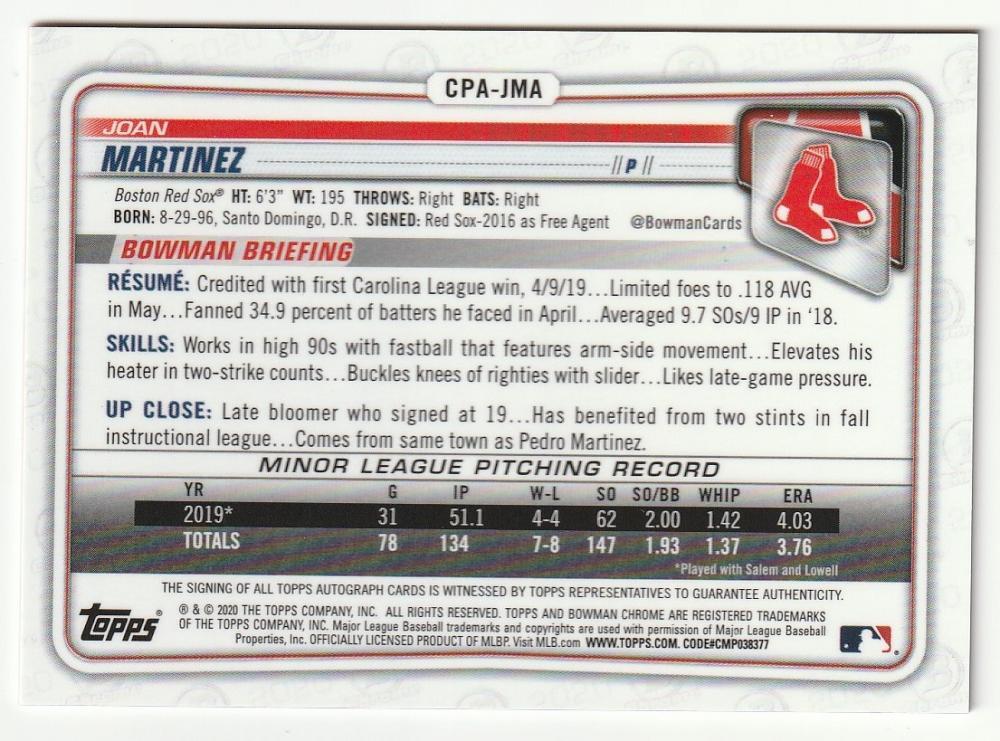 CPA-JMA
JOAN
MARTINEZ // P //
Boston Red Sox® HT: 6'3" WT: 195 THROWS: Right BATS: Right
BORN: 8-29-96, Santo Domingo, D.R. SIGNED: Red Sox-2016 as Free Agent @BowmanCards
BOWMAN BRIEFING
RÉSUMÉ: Credited with first Carolina League win, 4/9/19...Limited foes to .118 AVG
in May...Fanned 34.9 percent of batters he faced in April...Averaged 9.7 SOs/9 IP in '18.
SKILLS: Works in high 90s with fastball that features arm-side movement...Elevates his
heater in two-strike counts...Buckles knees of righties with slider...Likes late-game pressure.
UP CLOSE: Late bloomer who signed at 19...Has benefited from two stints in fall
instructional league...Comes from same town as Pedro Martinez.
MINOR LEAGUE PITCHING RECORD
YR G IP W-L SO SO/BB WHIP ERA
2019* 31 51.1 4-4 62 2.00 1.42 4.03
TOTALS 78 134 7-8 147 1.93 1.37 3.76
*Played with Salem and Lowell
THE SIGNING OF ALL TOPPS AUTOGRAPH CARDS IS WITNESSED BY TOPPS REPRESENTATIVES TO GUARANTEE AUTHENTICITY.
Topps® ® & © 2020 THE TOPPS COMPANY, INC. ALL RIGHTS RESERVED. TOPPS AND BOWMAN CHROME ARE REGISTERED TRADEMARKS
OF THE TOPPS COMPANY, INC. Major League Baseball trademarks and copyrights are used with permission of Major League Baseball
Properties, Inc. OFFICIALLY LICENSED PRODUCT OF MLBP. Visit MLB.com WWW.TOPPS.COM. CODE#CMP038377